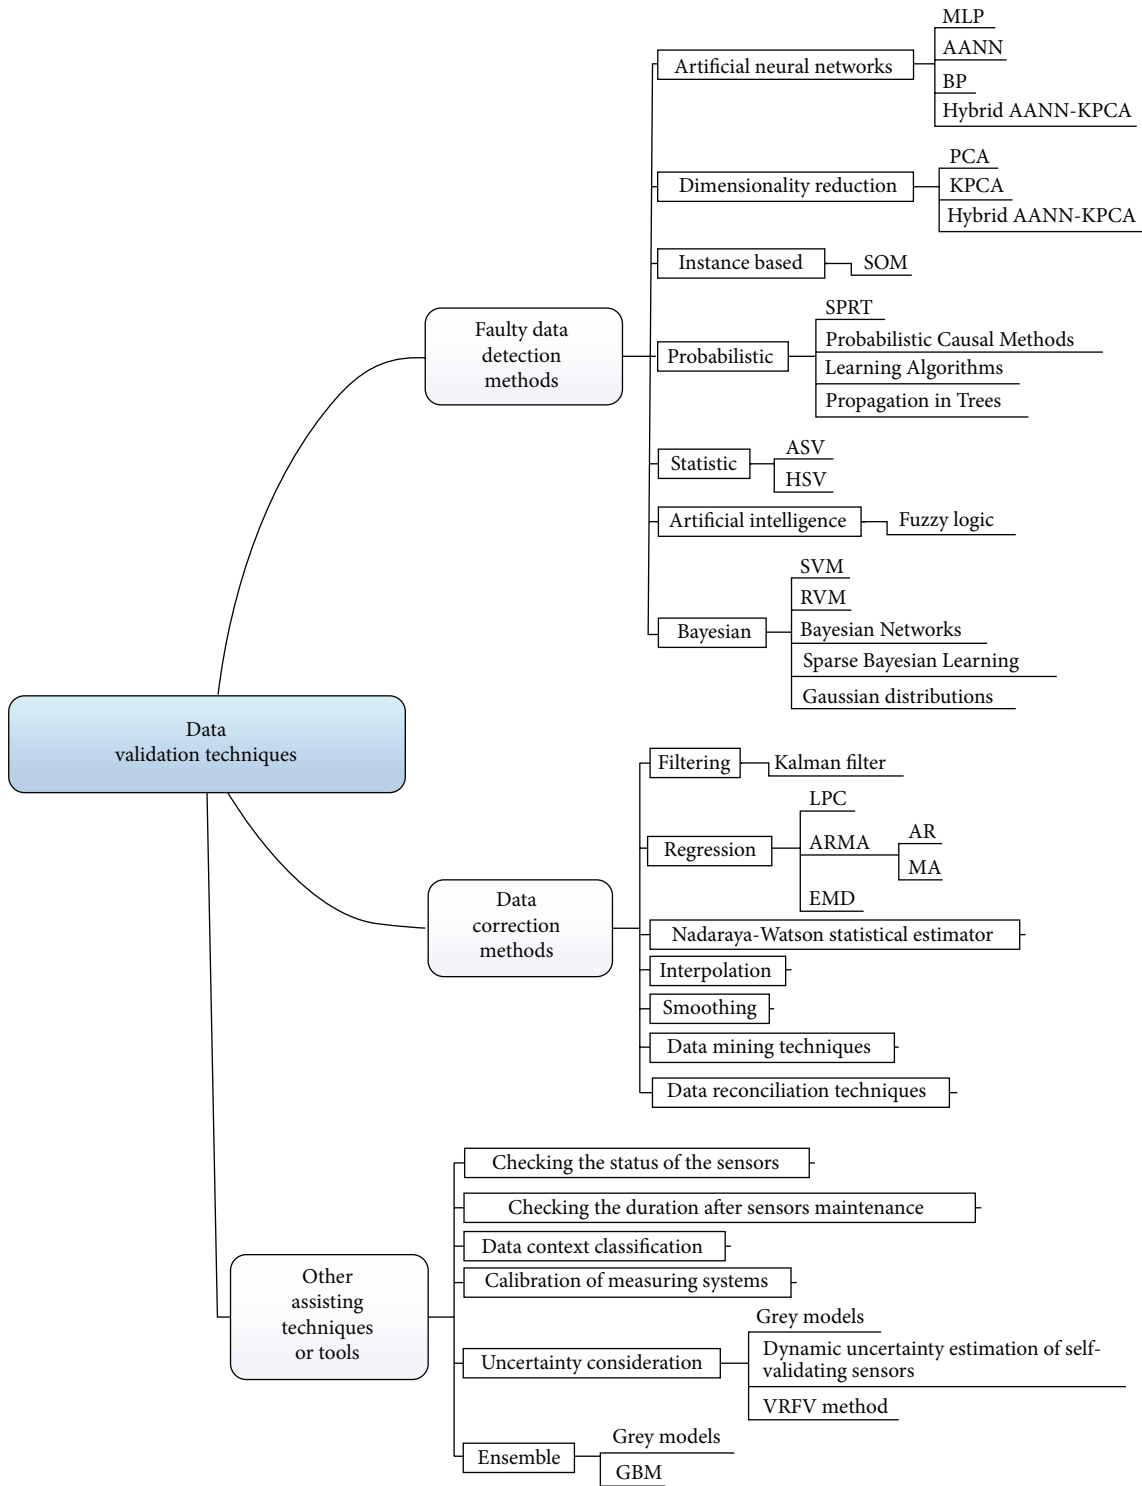 MLP
AANN
BP
Hybrid AANN-KPCA
Artificial neural networks
PCA
KPCA
Hybrid AANN-KPCA
Dimensionality reduction
Instance based
SOM
Faulty data
detection
methods
SPRT
Probabilistic Causal Methods
Learning Algorithms
Propagation in Trees
Probabilistic
Statistic
ASV
HSV
Artificial intelligence
Fuzzy logic
SVM
RVM
Bayesian Networks
Sparse Bayesian Learning
Gaussian distributions
Bayesian
Data
validation techniques
Filtering
Kalman filter
LPC
ARMA
AR
MA
EMD
Regression
Data
correction
methods
Nadaraya-Watson statistical estimator
Interpolation
Smoothing
Data mining techniques
Data reconciliation techniques
Checking the status of the sensors
Checking the duration after sensors maintenance
Data context classification
Calibration of measuring systems
Other
assisting
techniques
or tools
Uncertainty consideration
Grey models
Dynamic uncertainty estimation of self-
validating sensors
VRFV method
Ensemble
Grey models
GBM